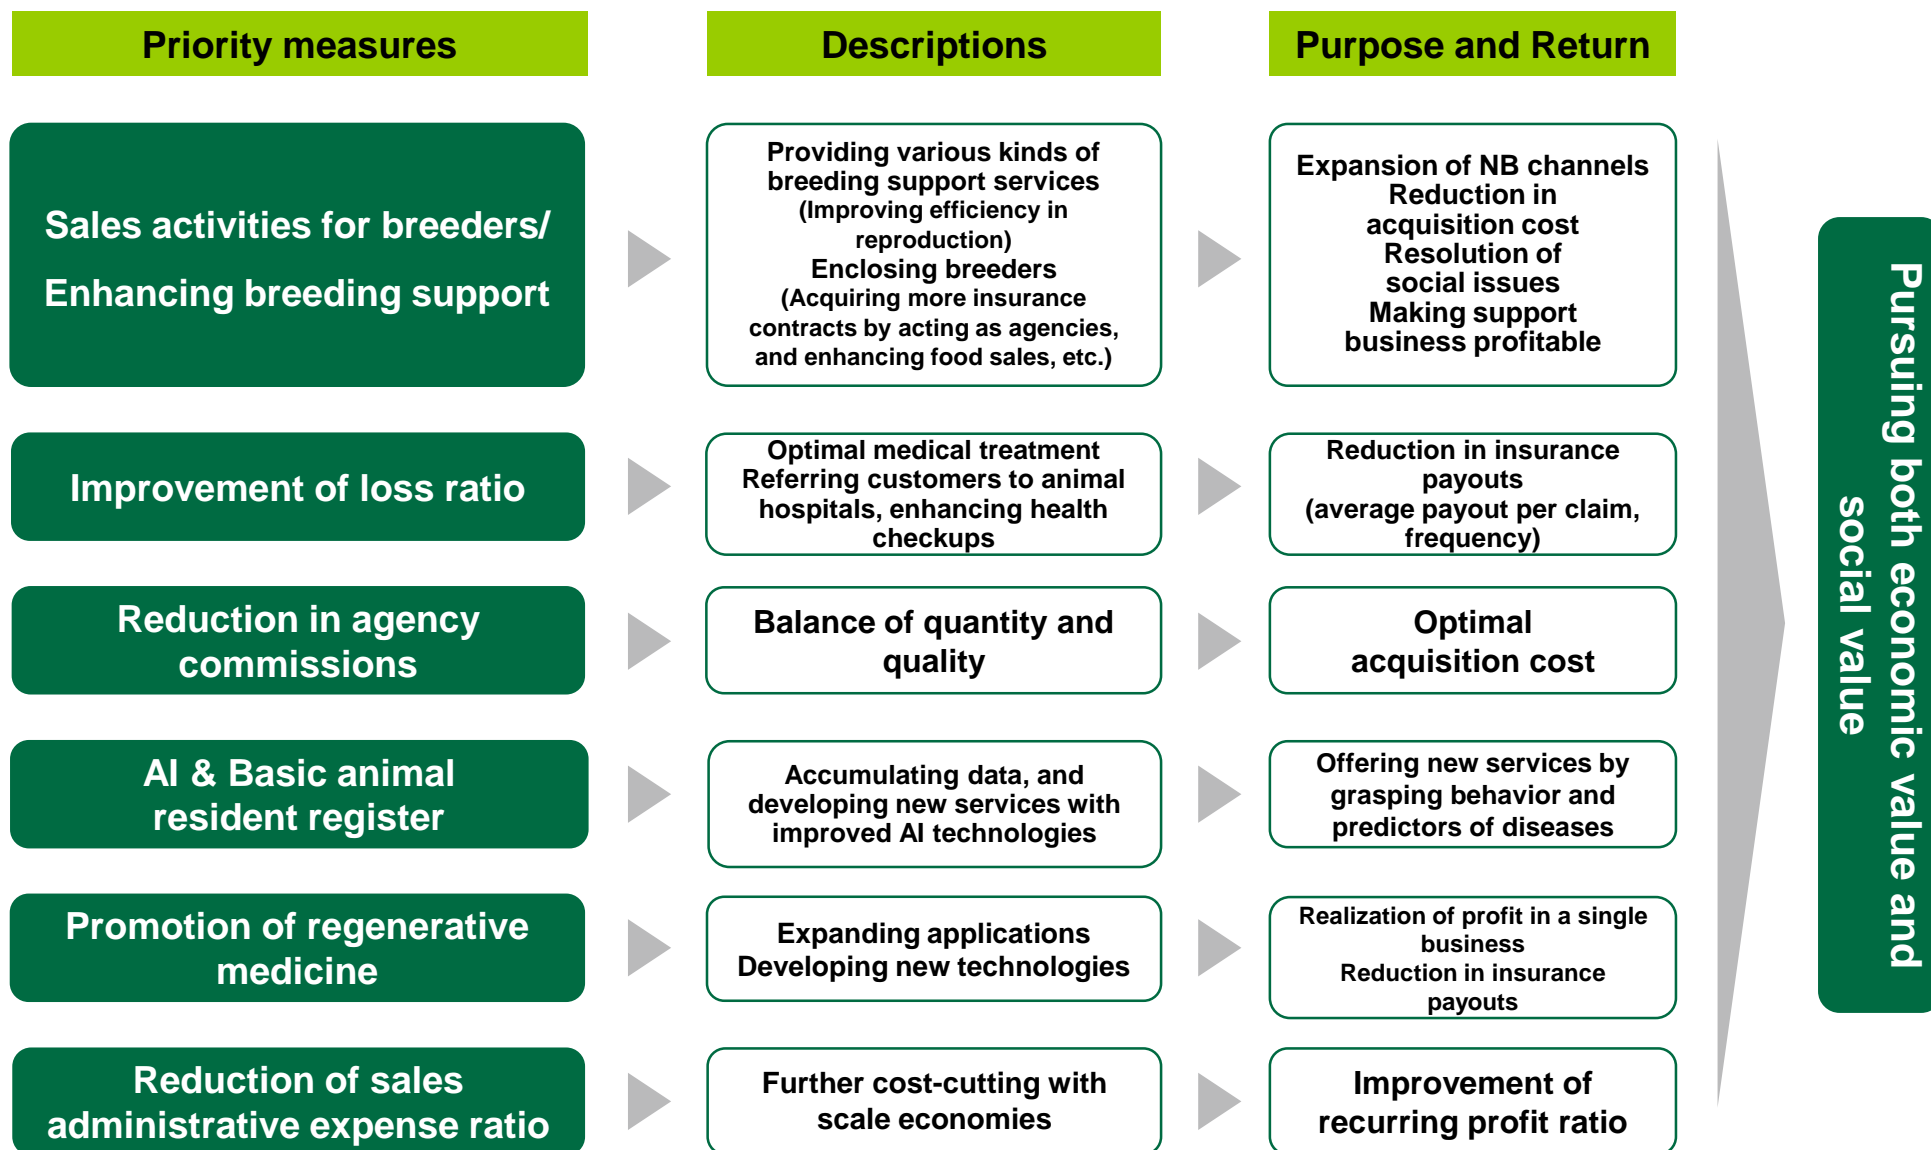 Priority measures
Descriptions
Purpose and Return
Sales activities for breeders/
Enhancing breeding support
Providing various kinds of
breeding support services
(Improving efficiency in
reproduction)
Enclosing breeders
(Acquiring more insurance
contracts by acting as agencies,
and enhancing food sales, etc.)
Expansion of NB channels
Reduction in
acquisition cost
Resolution of
social issues
Making support
business profitable
Improvement of loss ratio
Optimal medical treatment
Referring customers to animal
hospitals, enhancing health
checkups
Reduction in insurance
payouts
(average payout per claim,
frequency)
Reduction in agency
commissions
Balance of quantity and
quality
Optimal
acquisition cost
AI & Basic animal
resident register
Accumulating data, and
developing new services with
improved AI technologies
Offering new services by
grasping behavior and
predictors of diseases
Promotion of regenerative
medicine
Expanding applications
Developing new technologies
Realization of profit in a single
business
Reduction in insurance
payouts
Reduction of sales
administrative expense ratio
Further cost-cutting with
scale economies
Improvement of
recurring profit ratio
Pursuing both economic value and
social value